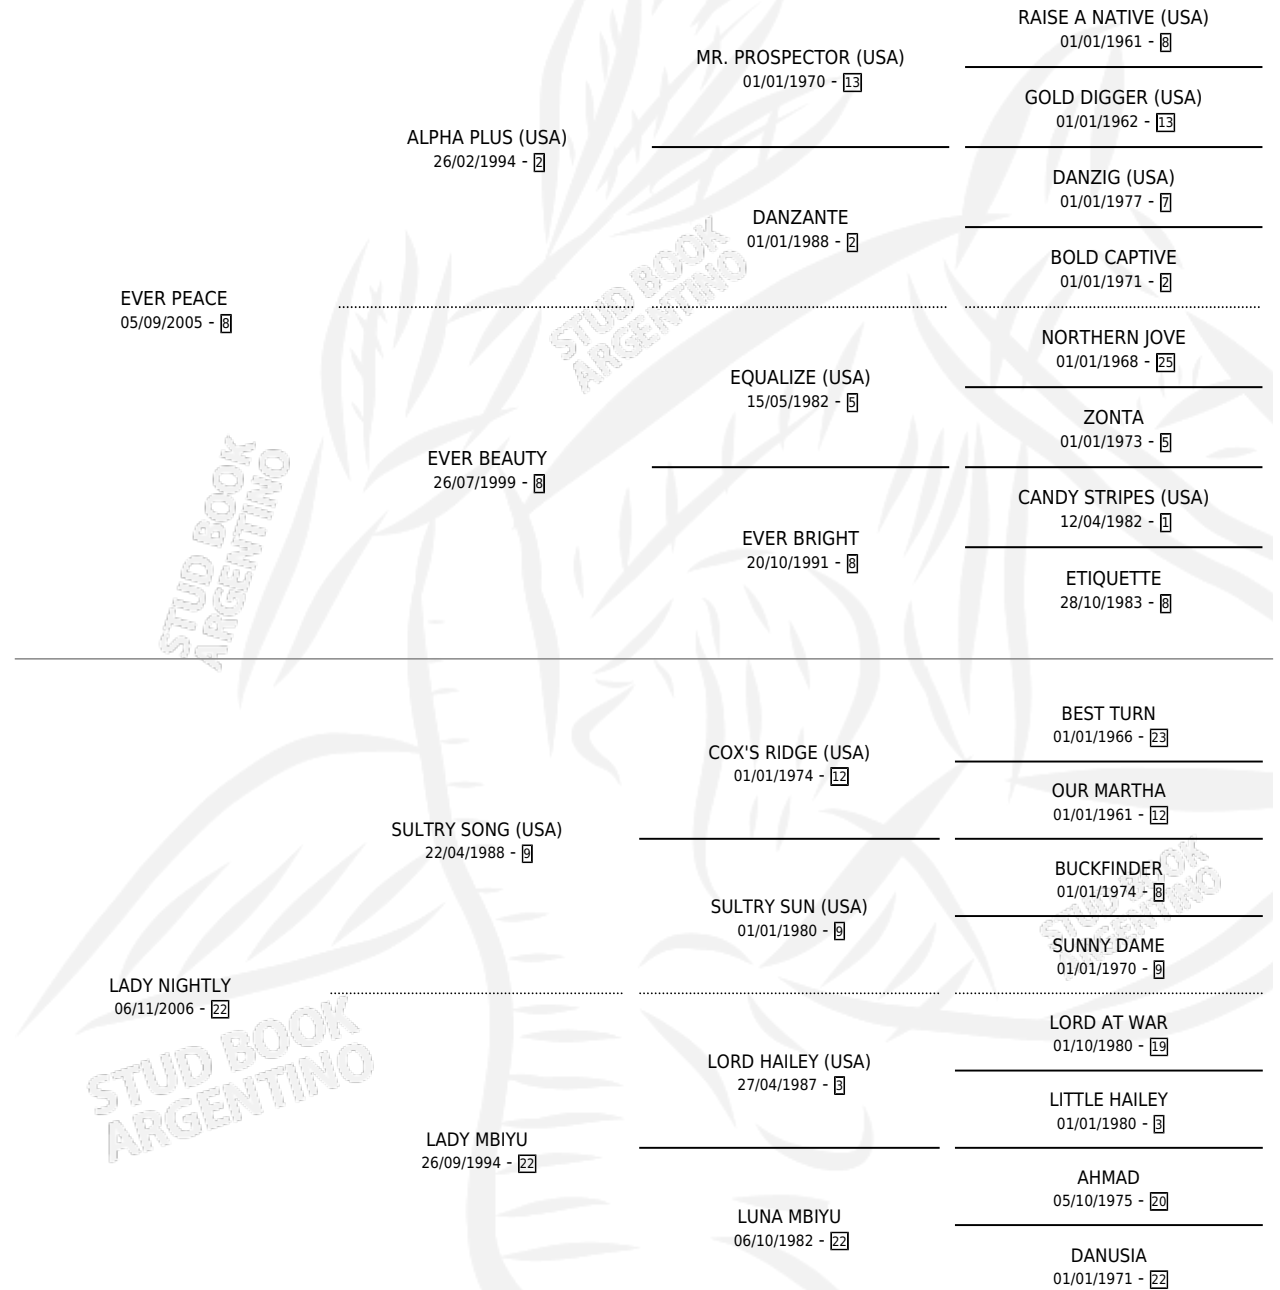 RAISE A NATIVE (USA)
01/01/1961 - 8
MR. PROSPECTOR (USA)
01/01/1970 - 13
GOLD DIGGER (USA)
01/01/1962 - 13
ALPHA PLUS (USA)
26/02/1994 - 2
DANZIG (USA)
01/01/1977 - 7
DANZANTE
01/01/1988 - 2
BOLD CAPTIVE
01/01/1971 - 2
EVER PEACE
05/09/2005 - 8
NORTHERN JOVE
01/01/1968 - 25
EQUALIZE (USA)
15/05/1982 - 5
ZONTA
01/01/1973 - 5
EVER BEAUTY
26/07/1999 - 8
CANDY STRIPES (USA)
12/04/1982 - 1
EVER BRIGHT
20/10/1991 - 8
ETIQUETTE
28/10/1983 - 8
STUD BOOK
ARGENTINO
STUD BOOK
ARGENTINO
BEST TURN
01/01/1966 - 23
COX'S RIDGE (USA)
01/01/1974 - 12
OUR MARTHA
01/01/1961 - 12
SULTRY SONG (USA)
22/04/1988 - 9
BUCKFINDER
01/01/1974 - 8
SULTRY SUN (USA)
01/01/1980 - 9
SUNNY DAME
01/01/1970 - 9
LADY NIGHTLY
06/11/2006 - 22
LORD AT WAR
01/10/1980 - 19
LORD HAILEY (USA)
27/04/1987 - 3
LITTLE HAILEY
01/01/1980 - 3
LADY MBIYU
26/09/1994 - 22
AHMAD
05/10/1975 - 20
LUNA MBIYU
06/10/1982 - 22
DANUSIA
01/01/1971 - 22
STUD BOOK
ARGENTINO
STUD BOOK
ARGENTINO